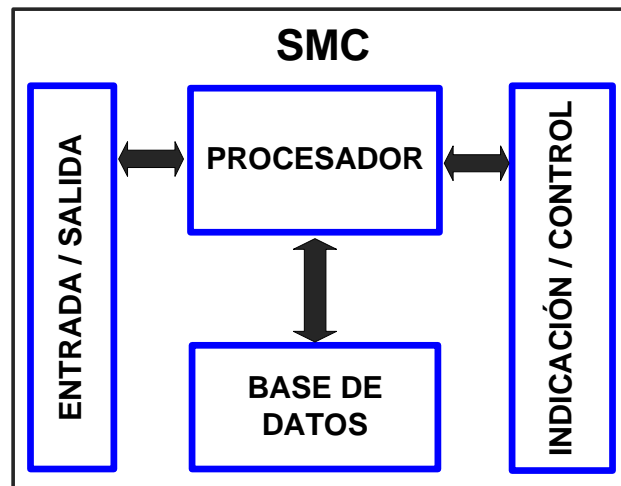 SMC
ENTRADA / SALIDA
PROCESADOR
INDICACIÓN / CONTROL
BASE DE
DATOS